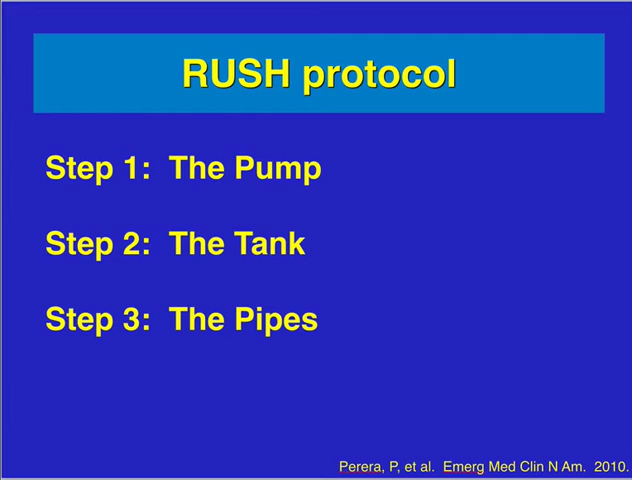 RUSH protocol
Step 1: The Pump
Step 2: The Tank
Step 3: The Pipes
Perera, P, et al. Emerg Med Clin N Am. 2010.